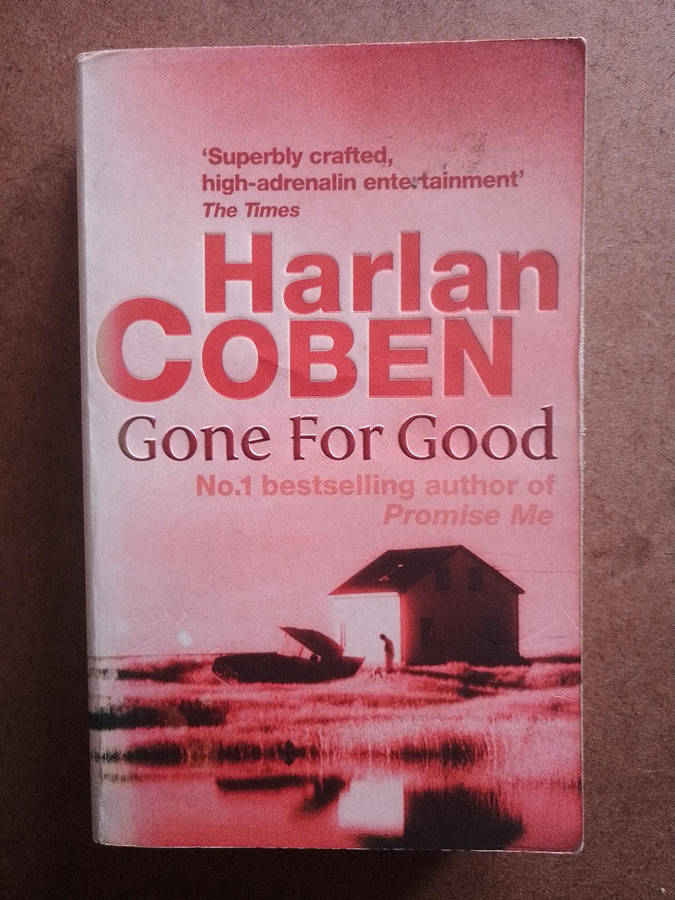 ‘Superbly crafted,
high-adrenalin entertainment’
The Times
Harlan
COBEN
Gone For Good
No.1 bestselling author of
Promise Me